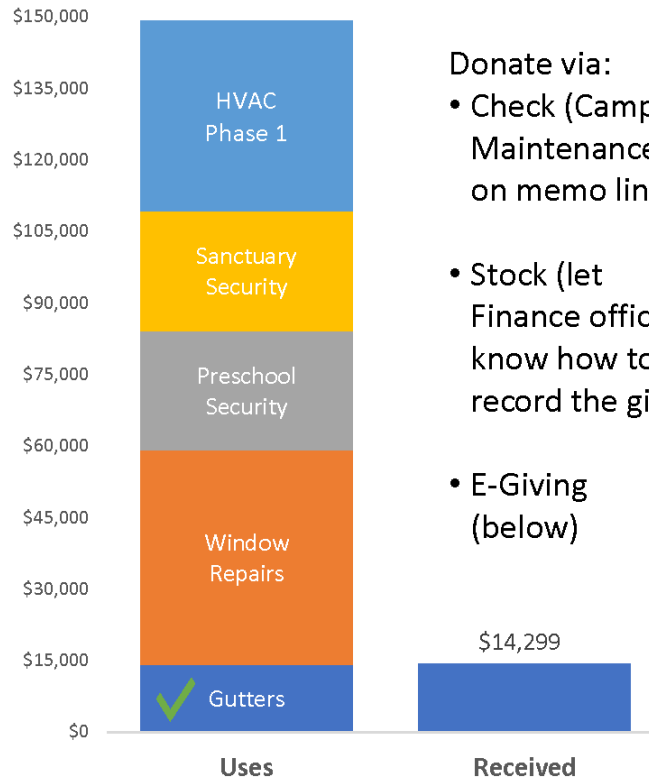 $150,000
$135,000
$120,000
$105,000
$90,000
$75,000
$60,000
$45,000
$30,000
$15,000
$0
HVAC
Phase 1
Sanctuary
Security
Preschool
Security
Window
Repairs
Gutters
$14,299
Uses
Received
Donate via:
• Check (Camp
Maintenance
on memo lin
• Stock (let
Finance offic
know how to
record the gi
• E-Giving
(below)